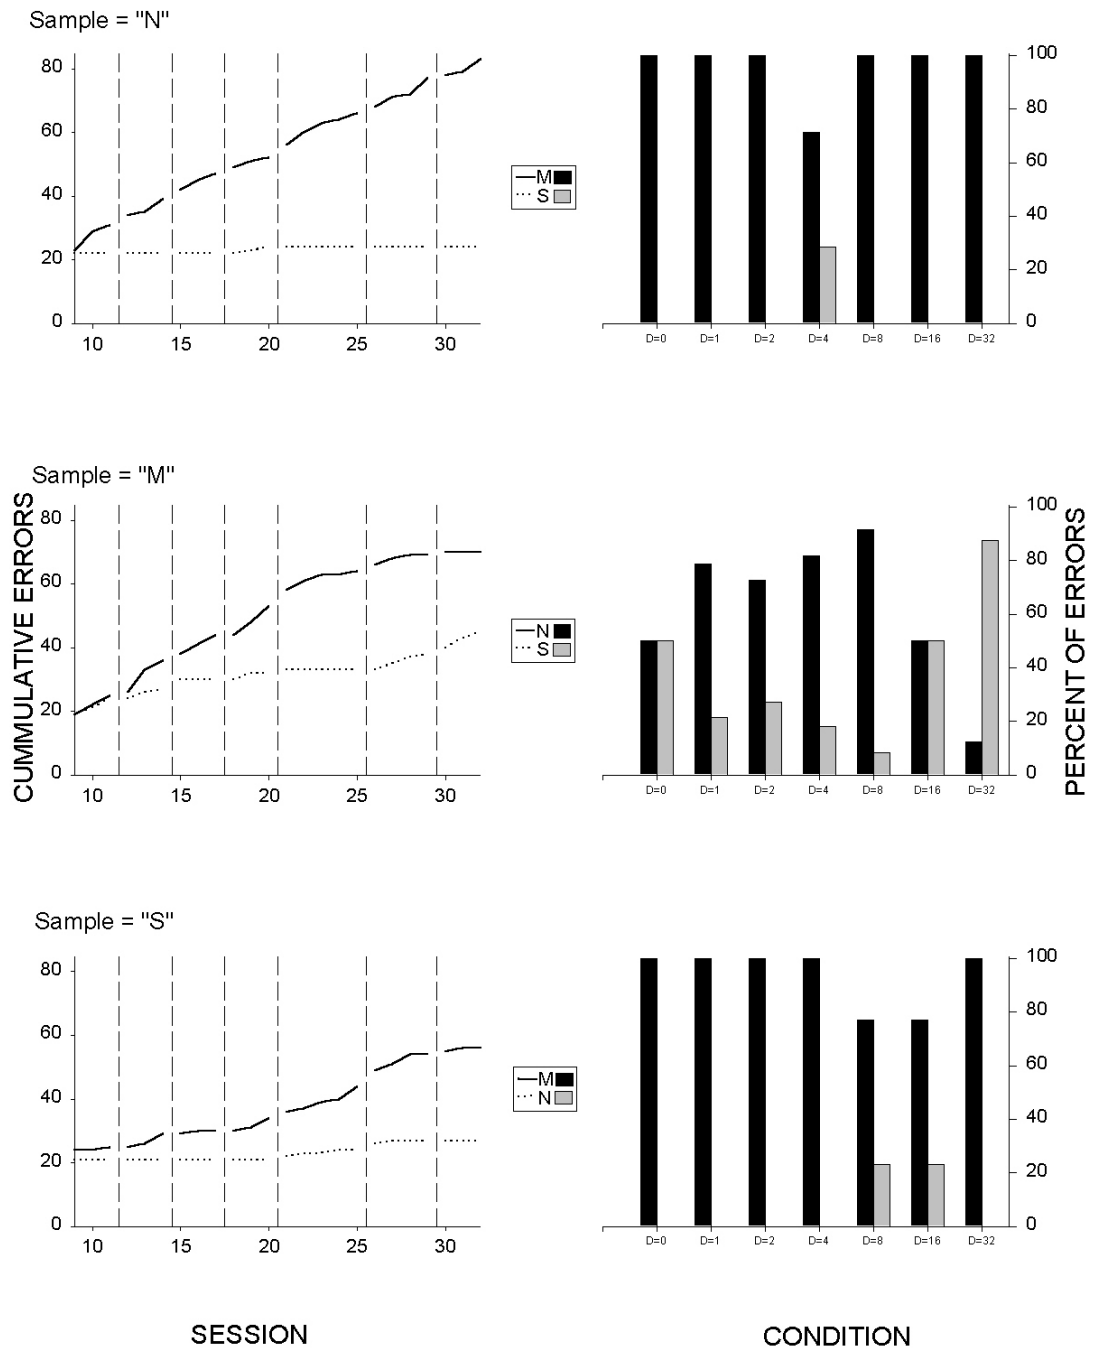 Sample = "N"
80
60
40
20
0
10 15 20 25 30
M
S
100
80
60
40
20
0
D=0 D=1 D=2 D=4 D=8 D=16 D=32
Sample = "M"
CUMMULATIVE ERRORS
80
60
40
20
0
10 15 20 25 30
N
S
100
80
60
40
20
0
D=0 D=1 D=2 D=4 D=8 D=16 D=32
PERCENT OF ERRORS
Sample = "S"
80
60
40
20
0
10 15 20 25 30
M
N
100
80
60
40
20
0
D=0 D=1 D=2 D=4 D=8 D=16 D=32
SESSION
CONDITION